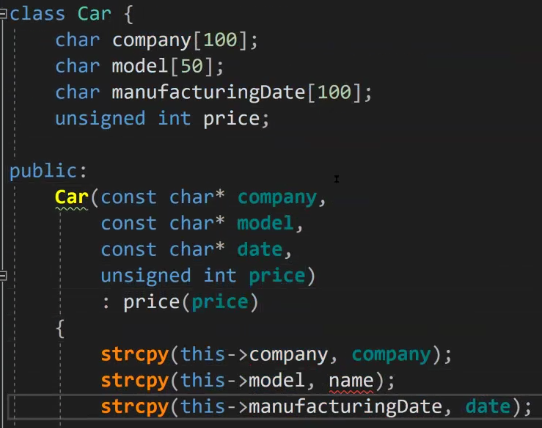 class Car {
char company[100];
char model[50];
char manufacturingDate[100];
unsigned int price;
public:
Car(const char* company,
const char* model,
const char* date,
unsigned int price)
: price(price)
{
strcpy(this->company, company);
strcpy(this->model, name);
strcpy(this->manufacturingDate, date);